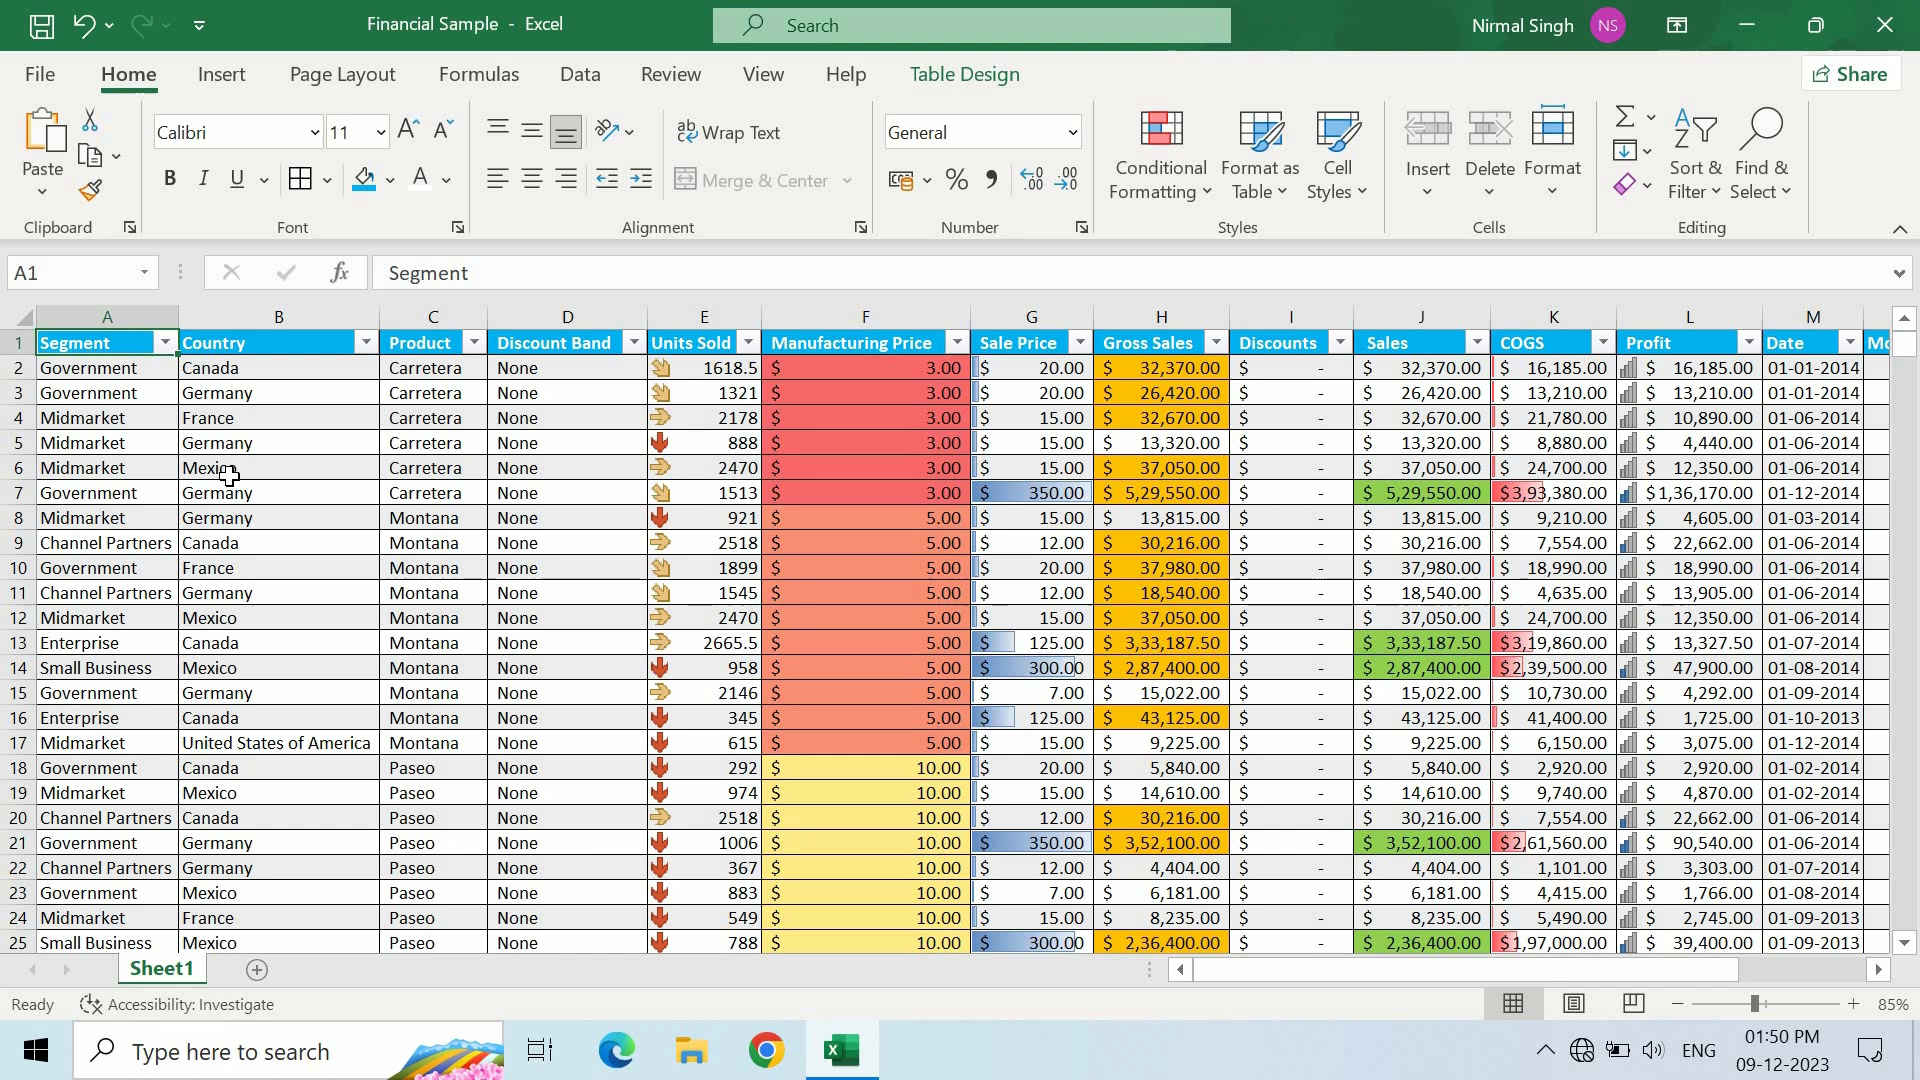 Financial Sample - Excel
Search
Nirmal Singh NS
File Home Insert Page Layout Formulas Data Review View Help Table Design Share
Paste
Clipboard
Calibri 11
B I U A
Font
ab Wrap Text
Merge & Center
Alignment
General
Number
Conditional Formatting
Format as Table
Cell Styles
Styles
Insert Delete Format
Cells
Sort & Filter
Find & Select
Editing
A1 fx Segment
A B C D E F G H I J K L M
1 Segment Country Product Discount Band Units Sold Manufacturing Price Sale Price Gross Sales Discounts Sales COGS Profit Date
2 Government Canada Carretera None 1618.5 $ 3.00 $ 20.00 $ 32,370.00 $ - $ 32,370.00 $ 16,185.00 $ 16,185.00 01-01-2014
3 Government Germany Carretera None 1321 $ 3.00 $ 20.00 $ 26,420.00 $ - $ 26,420.00 $ 13,210.00 $ 13,210.00 01-01-2014
4 Midmarket France Carretera None 2178 $ 3.00 $ 15.00 $ 32,670.00 $ - $ 32,670.00 $ 21,780.00 $ 10,890.00 01-06-2014
5 Midmarket Germany Carretera None 888 $ 3.00 $ 15.00 $ 13,320.00 $ - $ 13,320.00 $ 8,880.00 $ 4,440.00 01-06-2014
6 Midmarket Mexico Carretera None 2470 $ 3.00 $ 15.00 $ 37,050.00 $ - $ 37,050.00 $ 24,700.00 $ 12,350.00 01-06-2014
7 Government Germany Carretera None 1513 $ 3.00 $ 350.00 $ 5,29,550.00 $ - $ 5,29,550.00 $3,93,380.00 $1,36,170.00 01-12-2014
8 Midmarket Germany Montana None 921 $ 5.00 $ 15.00 $ 13,815.00 $ - $ 13,815.00 $ 9,210.00 $ 4,605.00 01-03-2014
9 Channel Partners Canada Montana None 2518 $ 5.00 $ 12.00 $ 30,216.00 $ - $ 30,216.00 $ 7,554.00 $ 22,662.00 01-06-2014
10 Government France Montana None 1899 $ 5.00 $ 20.00 $ 37,980.00 $ - $ 37,980.00 $ 18,990.00 $ 18,990.00 01-06-2014
11 Channel Partners Germany Montana None 1545 $ 5.00 $ 12.00 $ 18,540.00 $ - $ 18,540.00 $ 4,635.00 $ 13,905.00 01-06-2014
12 Midmarket Mexico Montana None 2470 $ 5.00 $ 15.00 $ 37,050.00 $ - $ 37,050.00 $ 24,700.00 $ 12,350.00 01-06-2014
13 Enterprise Canada Montana None 2665.5 $ 5.00 $ 125.00 $ 3,33,187.50 $ - $ 3,33,187.50 $3,19,860.00 $ 13,327.50 01-07-2014
14 Small Business Mexico Montana None 958 $ 5.00 $ 300.00 $ 2,87,400.00 $ - $ 2,87,400.00 $2,39,500.00 $ 47,900.00 01-08-2014
15 Government Germany Montana None 2146 $ 5.00 $ 7.00 $ 15,022.00 $ - $ 15,022.00 $ 10,730.00 $ 4,292.00 01-09-2014
16 Enterprise Canada Montana None 345 $ 5.00 $ 125.00 $ 43,125.00 $ - $ 43,125.00 $ 41,400.00 $ 1,725.00 01-10-2013
17 Midmarket United States of America Montana None 615 $ 5.00 $ 15.00 $ 9,225.00 $ - $ 9,225.00 $ 6,150.00 $ 3,075.00 01-12-2014
18 Government Canada Paseo None 292 $ 10.00 $ 20.00 $ 5,840.00 $ - $ 5,840.00 $ 2,920.00 $ 2,920.00 01-02-2014
19 Midmarket Mexico Paseo None 974 $ 10.00 $ 15.00 $ 14,610.00 $ - $ 14,610.00 $ 9,740.00 $ 4,870.00 01-02-2014
20 Channel Partners Canada Paseo None 2518 $ 10.00 $ 12.00 $ 30,216.00 $ - $ 30,216.00 $ 7,554.00 $ 22,662.00 01-06-2014
21 Government Germany Paseo None 1006 $ 10.00 $ 350.00 $ 3,52,100.00 $ - $ 3,52,100.00 $2,61,560.00 $ 90,540.00 01-06-2014
22 Channel Partners Germany Paseo None 367 $ 10.00 $ 12.00 $ 4,404.00 $ - $ 4,404.00 $ 1,101.00 $ 3,303.00 01-07-2014
23 Government Mexico Paseo None 883 $ 10.00 $ 7.00 $ 6,181.00 $ - $ 6,181.00 $ 4,415.00 $ 1,766.00 01-08-2014
24 Midmarket France Paseo None 549 $ 10.00 $ 15.00 $ 8,235.00 $ - $ 8,235.00 $ 5,490.00 $ 2,745.00 01-09-2013
25 Small Business Mexico Paseo None 788 $ 10.00 $ 300.00 $ 2,36,400.00 $ - $ 2,36,400.00 $1,97,000.00 $ 39,400.00 01-09-2013
Sheet1
Ready Accessibility: Investigate 85%
Type here to search ENG 01:50 PM
09-12-2023